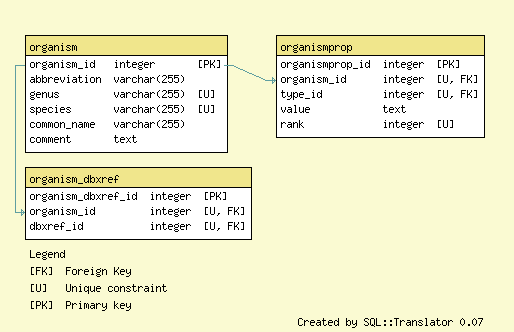 organism
organism_id integer [PK]
abbreviation varchar(255)
genus varchar(255) [U]
species varchar(255) [U]
common_name varchar(255)
comment text
organismprop
organismprop_id integer [PK]
organism_id integer [U, FK]
type_id integer [U, FK]
value text
rank integer [U]
organism_dbxref
organism_dbxref_id integer [PK]
organism_id integer [U, FK]
dbxref_id integer [U, FK]
Legend
[FK] Foreign Key
[U] Unique constraint
[PK] Primary key
Created by SQL::Translator 0.07